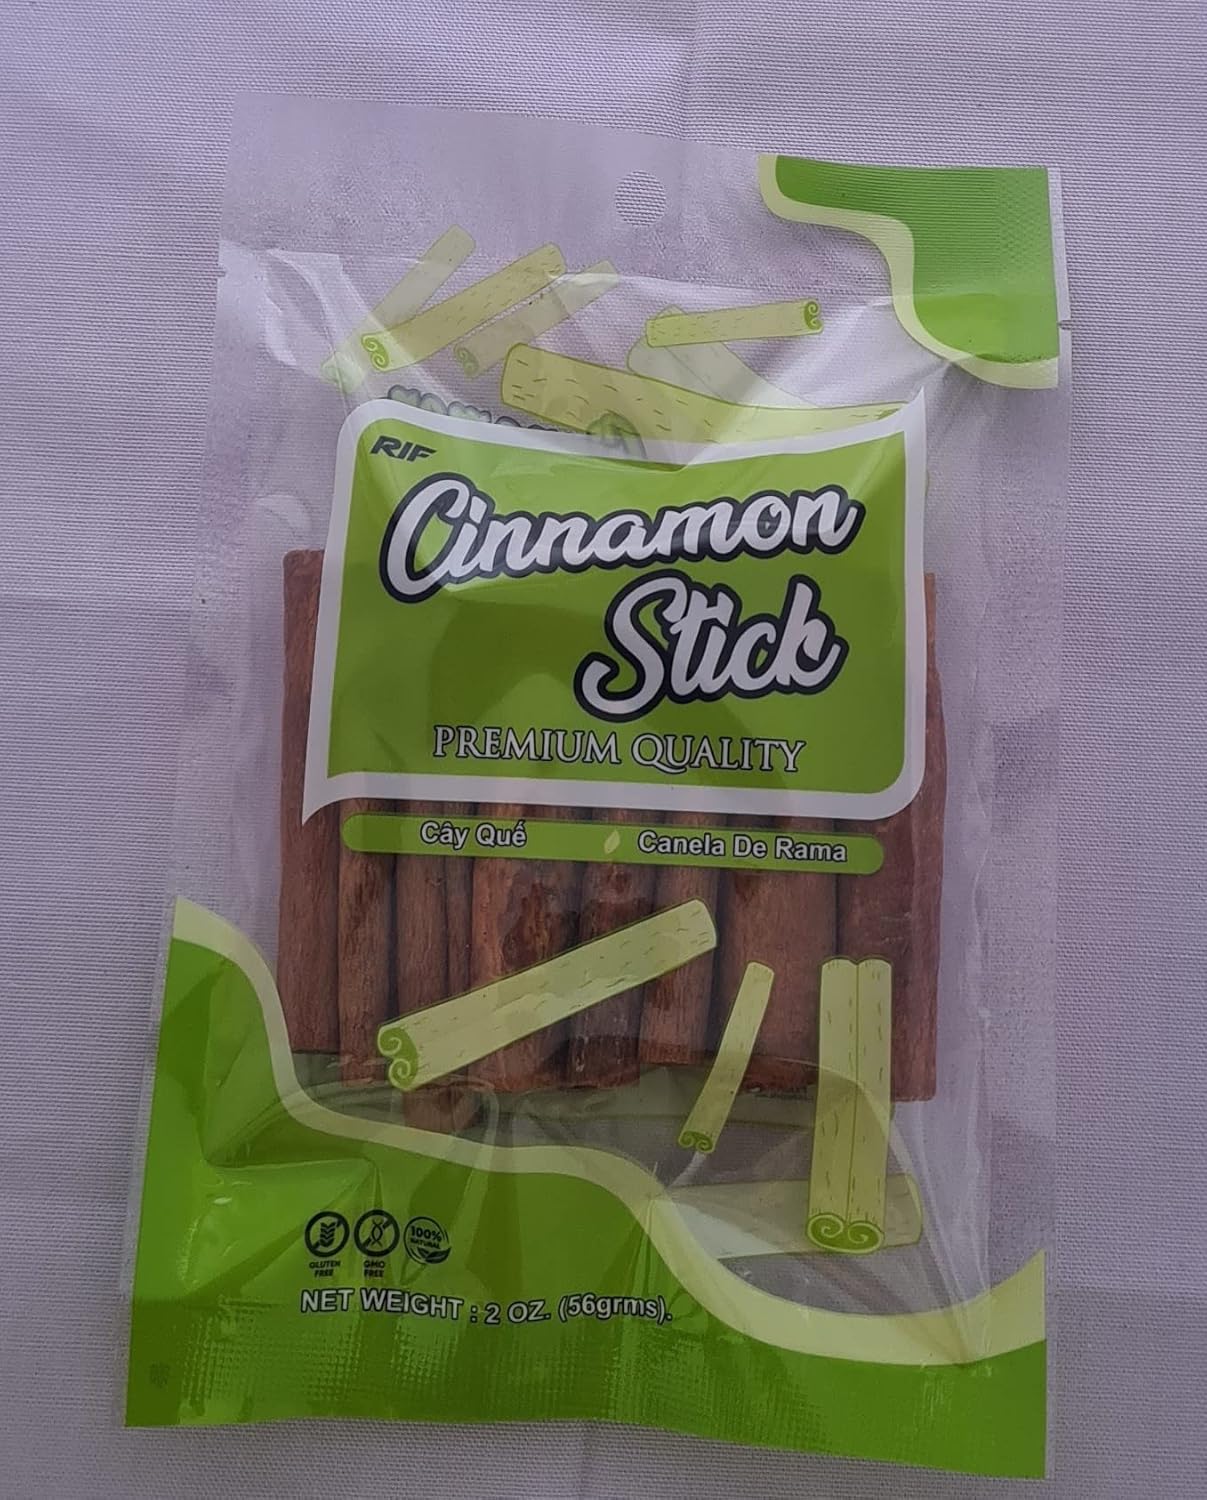 RIF
Cinnamon
Stick
PREMIUM QUALITY
Cây Quế
Canela De Rama
GLUTEN
FREE
GMO
FREE
100%
NATURAL
NET WEIGHT : 2 OZ. (56grms).